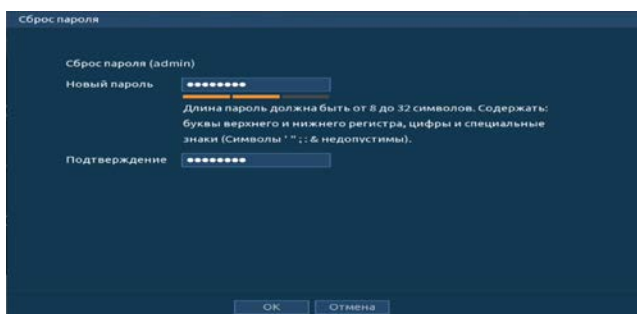 Сброс пароля
Сброс пароля (admin)
Новый пароль ●●●●●●●●
Длина пароль должна быть от 8 до 32 символов. Содержать:
буквы верхнего и нижнего регистра, цифры и специальные
знаки (Символы ' " ; : & недопустимы).
Подтверждение ●●●●●●●●
OK Отмена